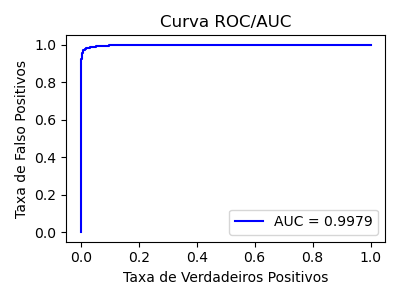 Curva ROC/AUC
Taxa de Falso Positivos
1.0
0.8
0.6
0.4
0.2
0.0
AUC = 0.9979
0.0 0.2 0.4 0.6 0.8 1.0
Taxa de Verdadeiros Positivos